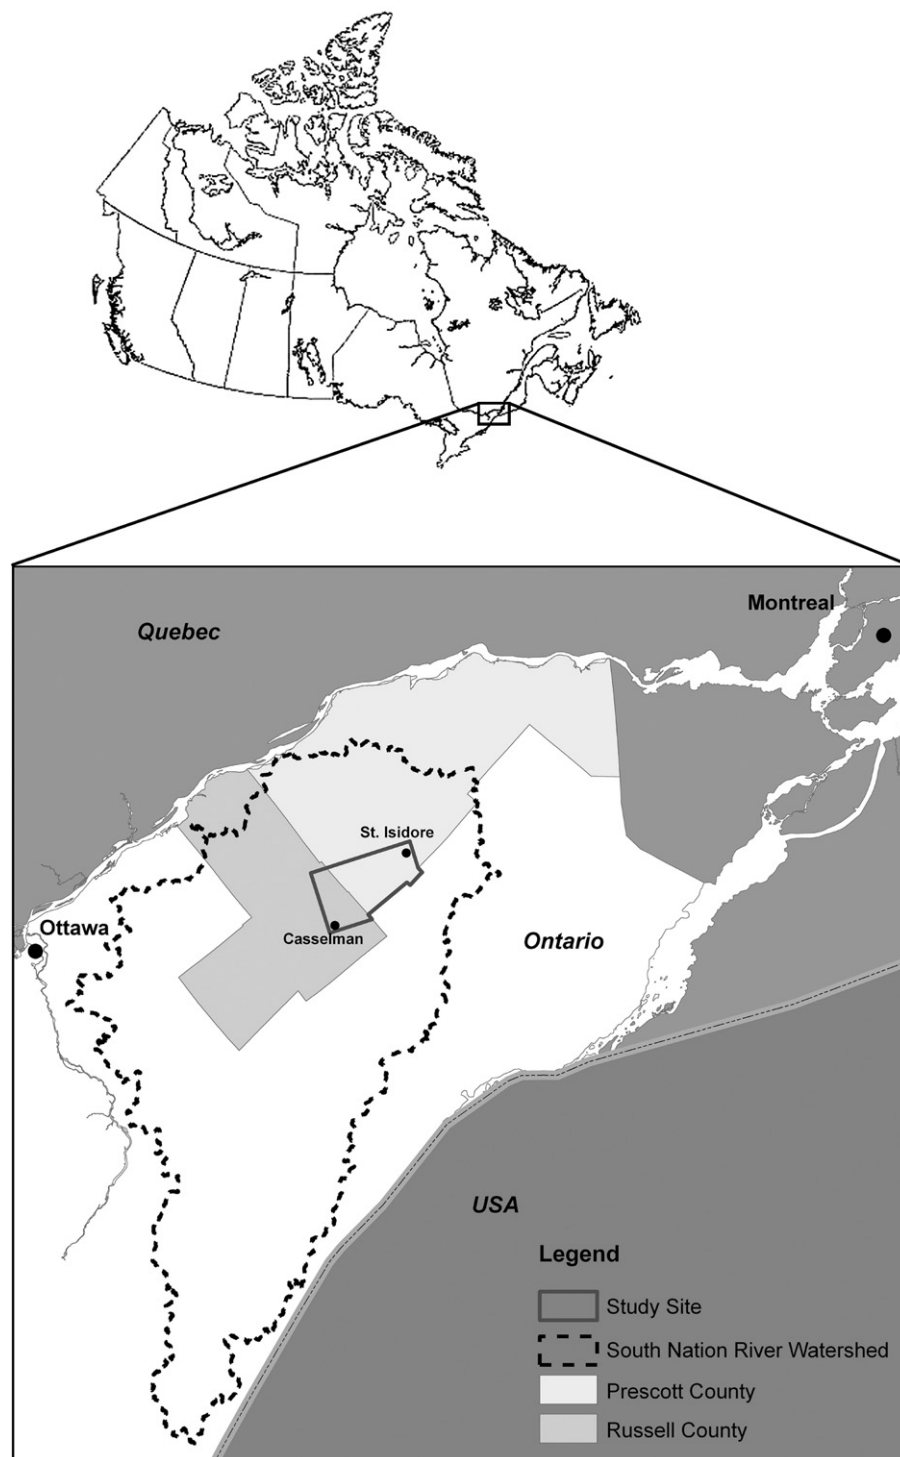 Montreal
Quebec
St. Isidore
Ottawa
Casselman
Ontario
USA
Legend
Study Site
South Nation River Watershed
Prescott County
Russell County